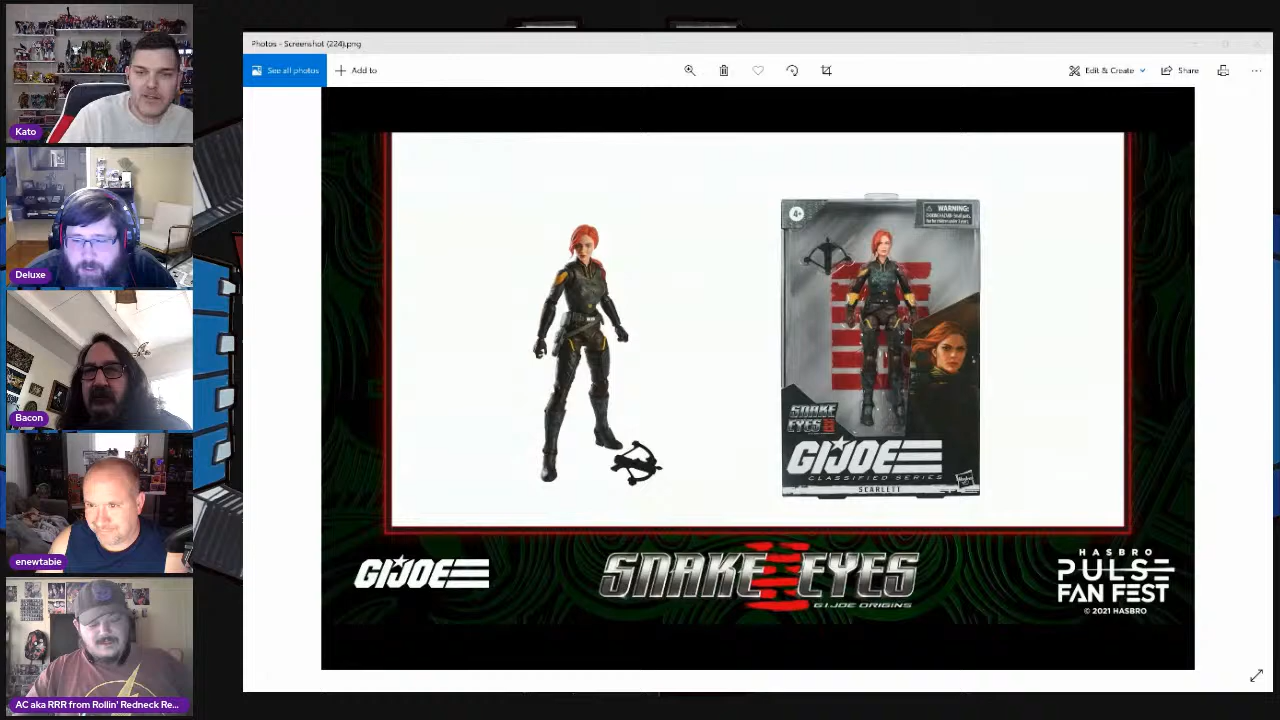 Kato
Deluxe
Bacon
enewtabie
AC aka RRR from Rollin' Redneck Re...
Photos - Screenshot (224).png
See all photos
Add to
Edit & Create
Share
4+
WARNING:
SNAKE
EYES
G.I.JOE
CLASSIFIED SERIES
SCARLETT
G.I.JOE
SNAKE EYES
G.I. JOE ORIGINS
HASBRO
PULSE
FAN FEST
© 2021 HASBRO